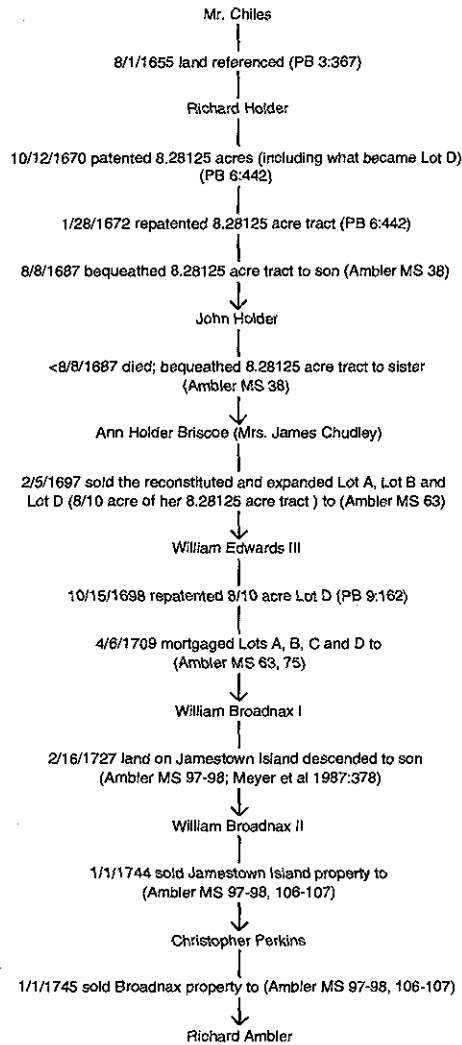 Mr. Chiles
8/1/1655 land referenced (PB 3:367)
Richard Holder
10/12/1670 patented 8.28125 acres (including what became Lot D)
(PB 6:442)
1/28/1672 repatented 8.28125 acre tract (PB 6:442)
8/8/1687 bequeathed 8.28125 acre tract to son (Ambler MS 38)
John Holder
<8/8/1687 died; bequeathed 8.28125 acre tract to sister
(Ambler MS 38)
Ann Holder Briscoe (Mrs. James Chudley)
2/5/1697 sold the reconstituted and expanded Lot A, Lot B and
Lot D (8/10 acre of her 8.28125 acre tract ) to (Ambler MS 63)
William Edwards III
10/15/1698 repatented 8/10 acre Lot D (PB 9:162)
4/6/1709 mortgaged Lots A, B, C and D to
(Ambler MS 63, 75)
William Broadnax I
2/16/1727 land on Jamestown Island descended to son
(Ambler MS 97-98; Meyer et al 1987:378)
William Broadnax II
1/1/1744 sold Jamestown Island property to
(Ambler MS 97-98, 106-107)
Christopher Perkins
1/1/1745 sold Broadnax property to (Ambler MS 97-98, 106-107)
Richard Ambler